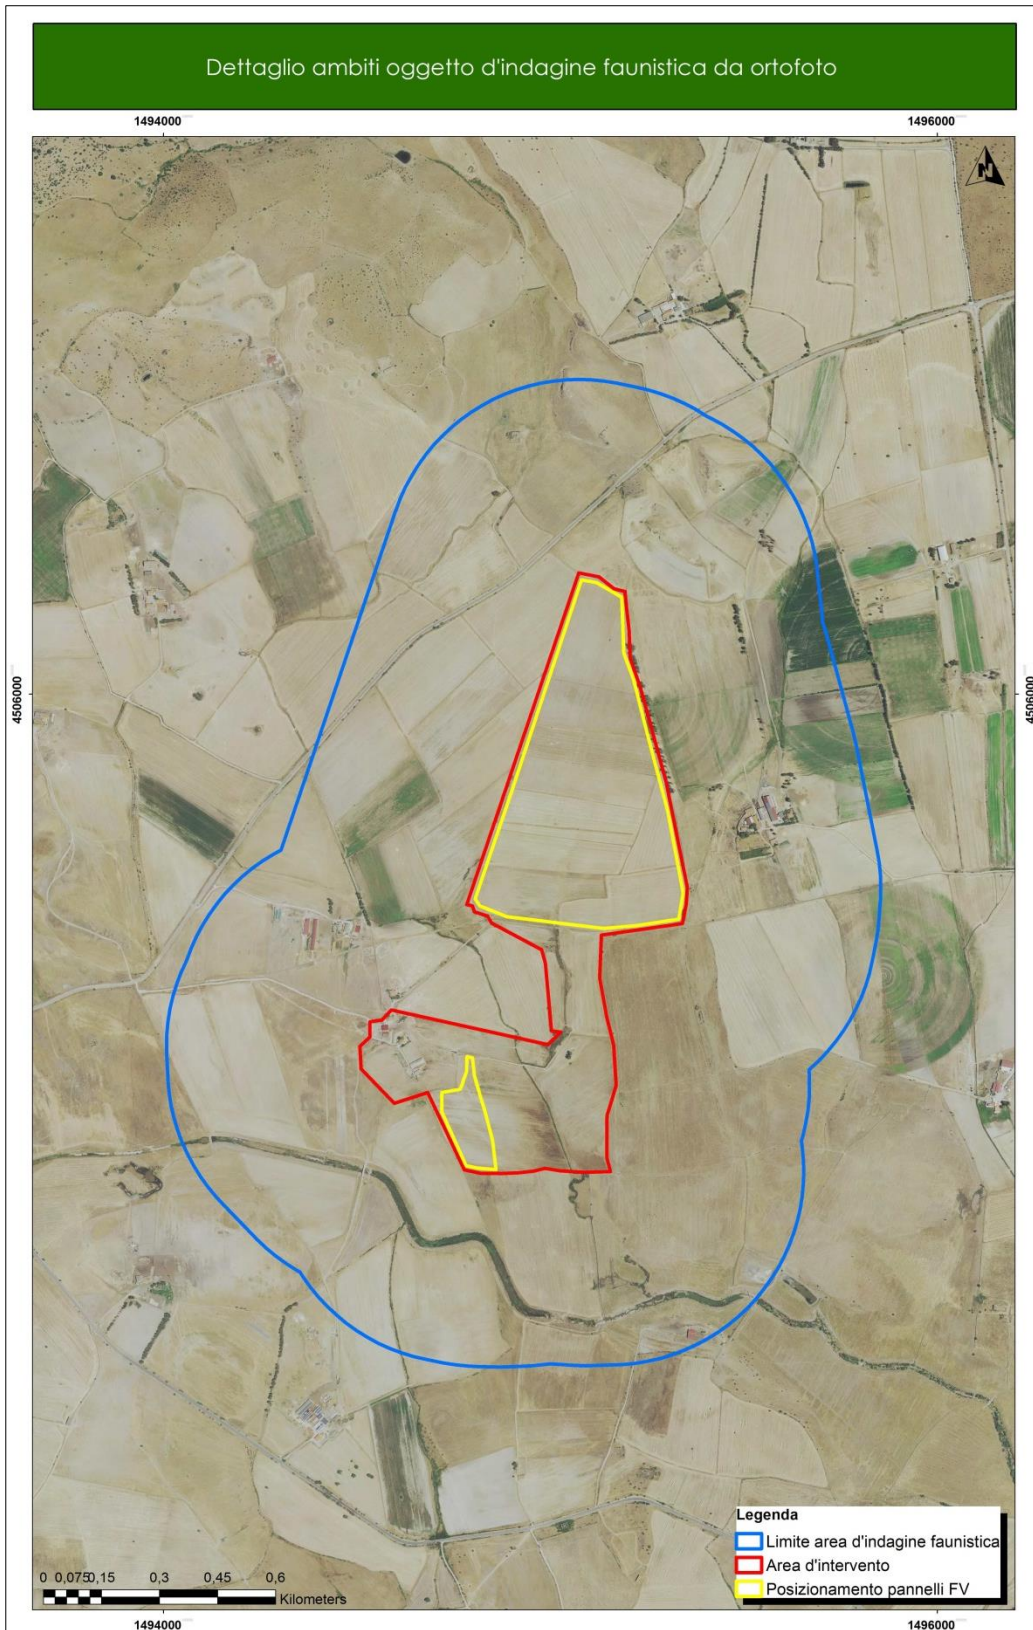 Dettaglio ambiti oggetto d'indagine faunistica da ortofoto
1494000 1496000
N
4506000 4506000
Legenda
Limite area d'indagine faunistica
Area d'intervento
Posizionamento pannelli FV
0 0,075 0,15 0,3 0,45 0,6
Kilometers
1494000 1496000